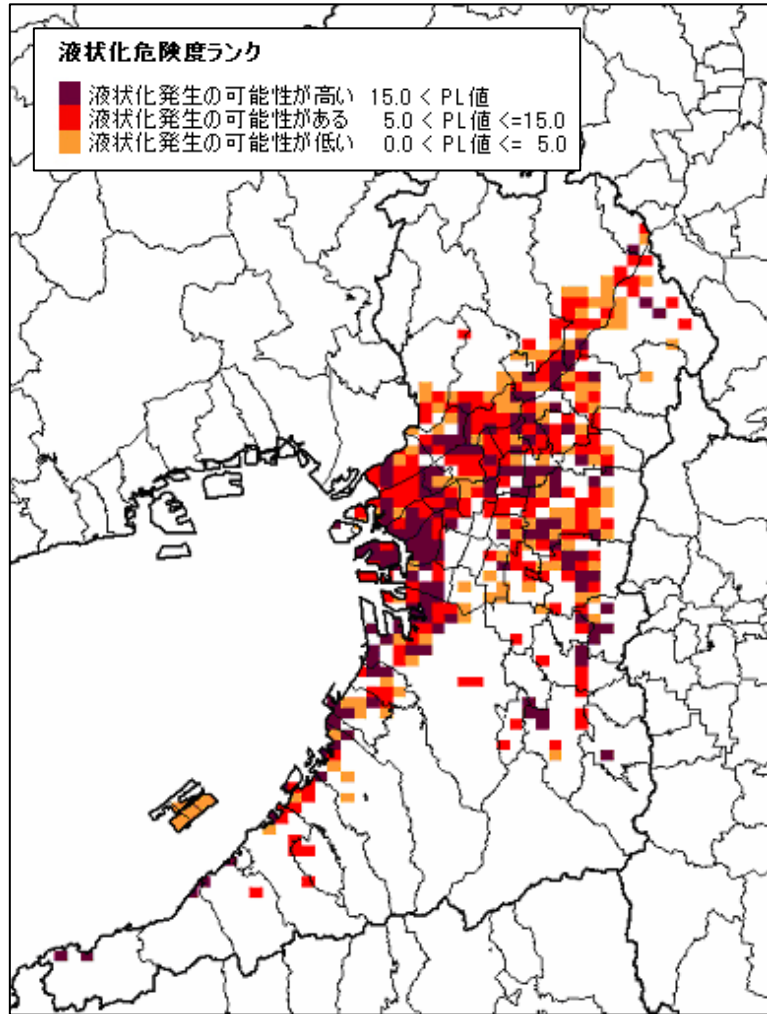 液状化危険度ランク
液状化発生の可能性が高い 15.0 < PL値
液状化発生の可能性がある 5.0 < PL値 <=15.0
液状化発生の可能性が低い 0.0 < PL値 <= 5.0